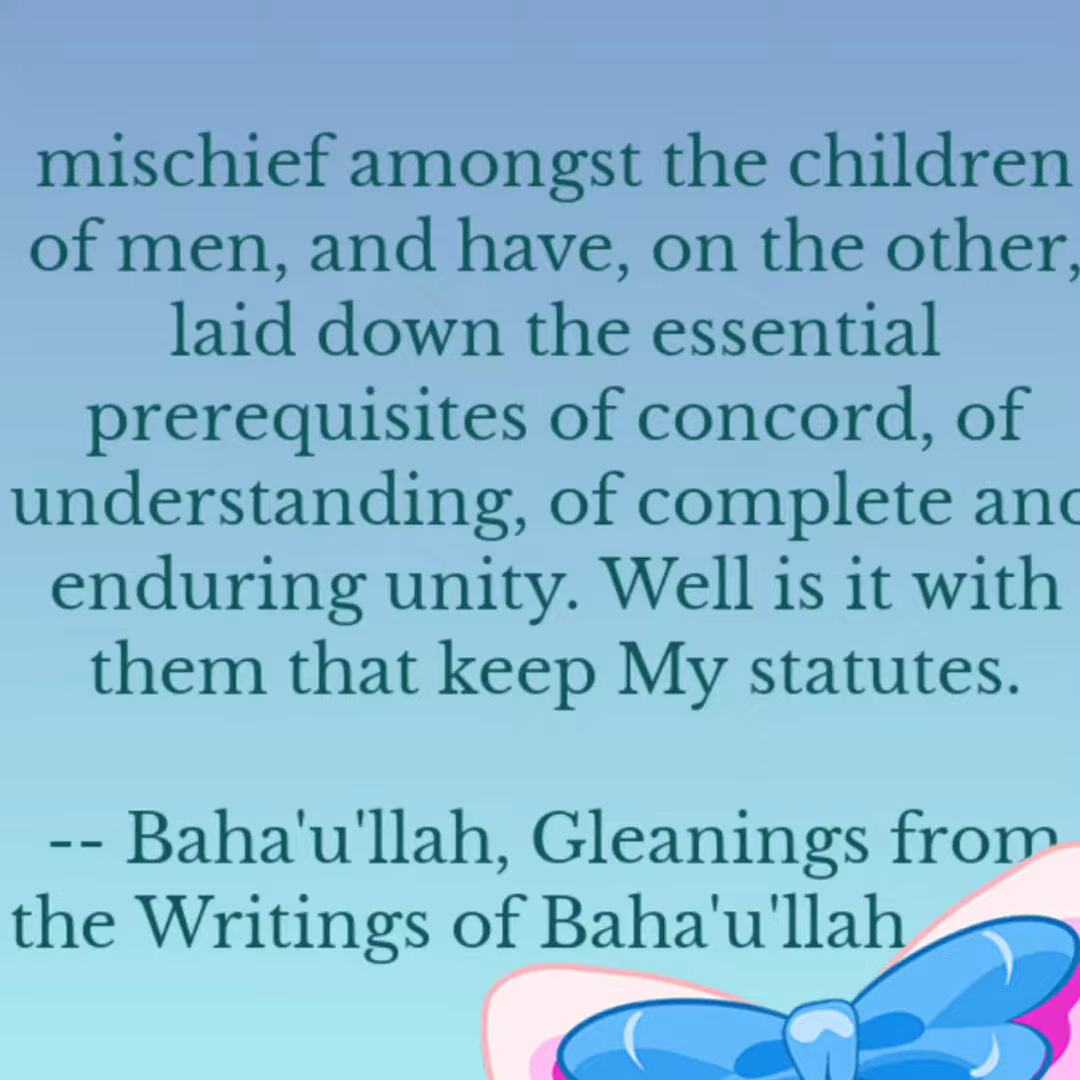 mischief amongst the children
of men, and have, on the other,
laid down the essential
prerequisites of concord, of
understanding, of complete and
enduring unity. Well is it with
them that keep My statutes.
-- Baha'u'llah, Gleanings from
the Writings of Baha'u'llah